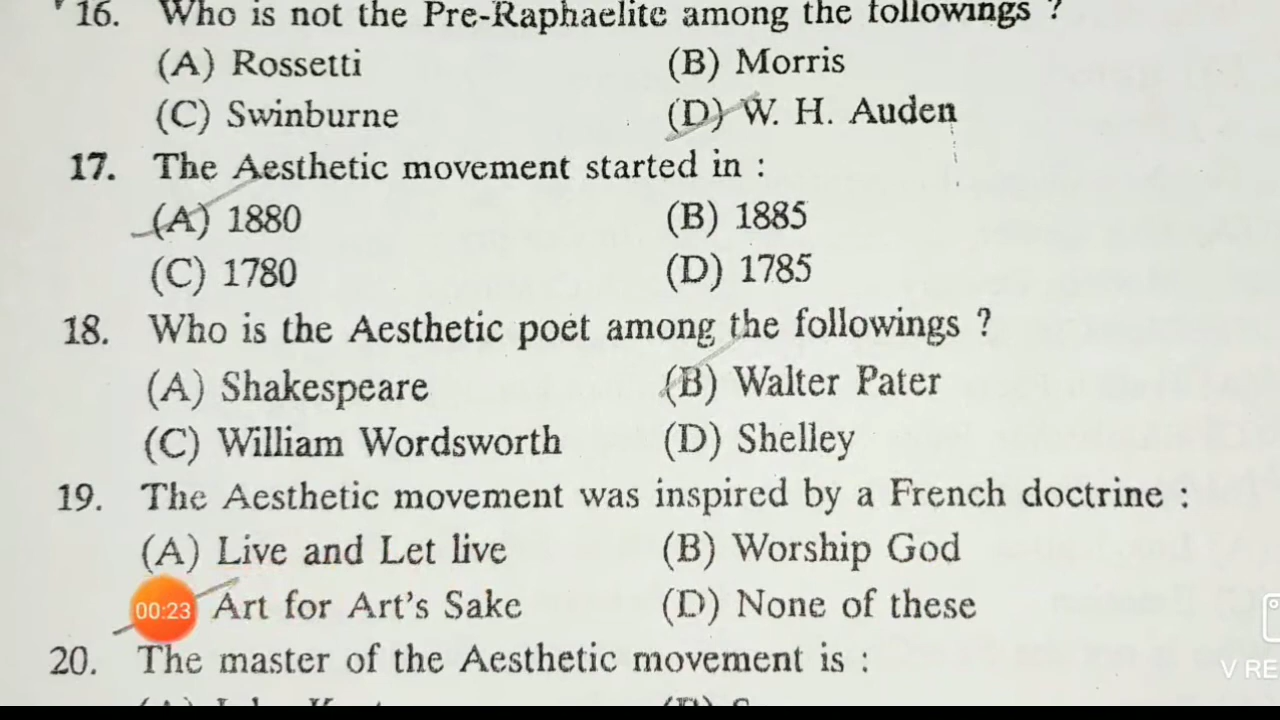 16. Who is not the Pre-Raphaelite among the followings ?
(A) Rossetti (B) Morris
(C) Swinburne (D) W. H. Auden
17. The Aesthetic movement started in :
(A) 1880 (B) 1885
(C) 1780 (D) 1785
18. Who is the Aesthetic poet among the followings ?
(A) Shakespeare (B) Walter Pater
(C) William Wordsworth (D) Shelley
19. The Aesthetic movement was inspired by a French doctrine :
(A) Live and Let live (B) Worship God
00:23 Art for Art's Sake (D) None of these
20. The master of the Aesthetic movement is :
V RE